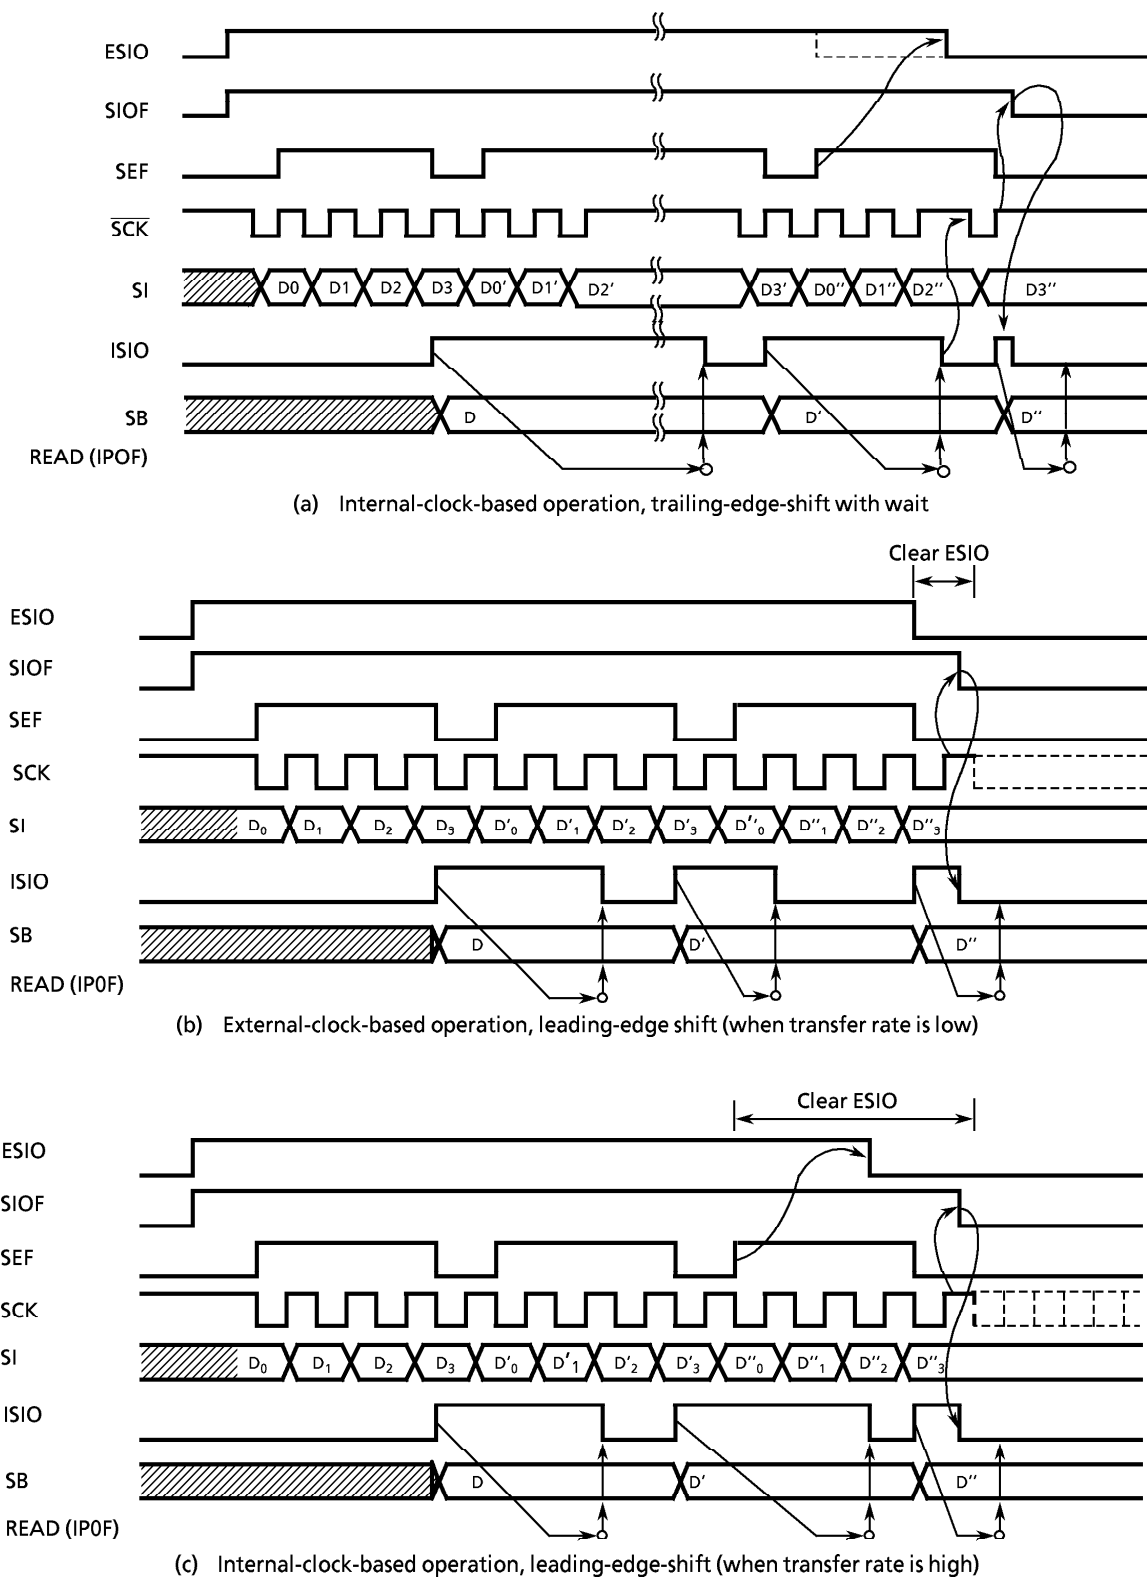 ESIO
SIOF
SEF
SCK
SI D0 D1 D2 D3 D0' D1' D2' D3' D0'' D1'' D2'' D3''
ISIO
SB D D' D''
READ (IPOF)
(a) Internal-clock-based operation, trailing-edge-shift with wait
Clear ESIO
ESIO
SIOF
SEF
SCK
SI D0 D1 D2 D3 D'0 D'1 D'2 D'3 D''0 D''1 D''2 D''3
ISIO
SB D D' D''
READ (IP0F)
(b) External-clock-based operation, leading-edge shift (when transfer rate is low)
Clear ESIO
ESIO
SIOF
SEF
SCK
SI D0 D1 D2 D3 D'0 D'1 D'2 D'3 D''0 D''1 D''2 D''3
ISIO
SB D D' D''
READ (IP0F)
(c) Internal-clock-based operation, leading-edge-shift (when transfer rate is high)